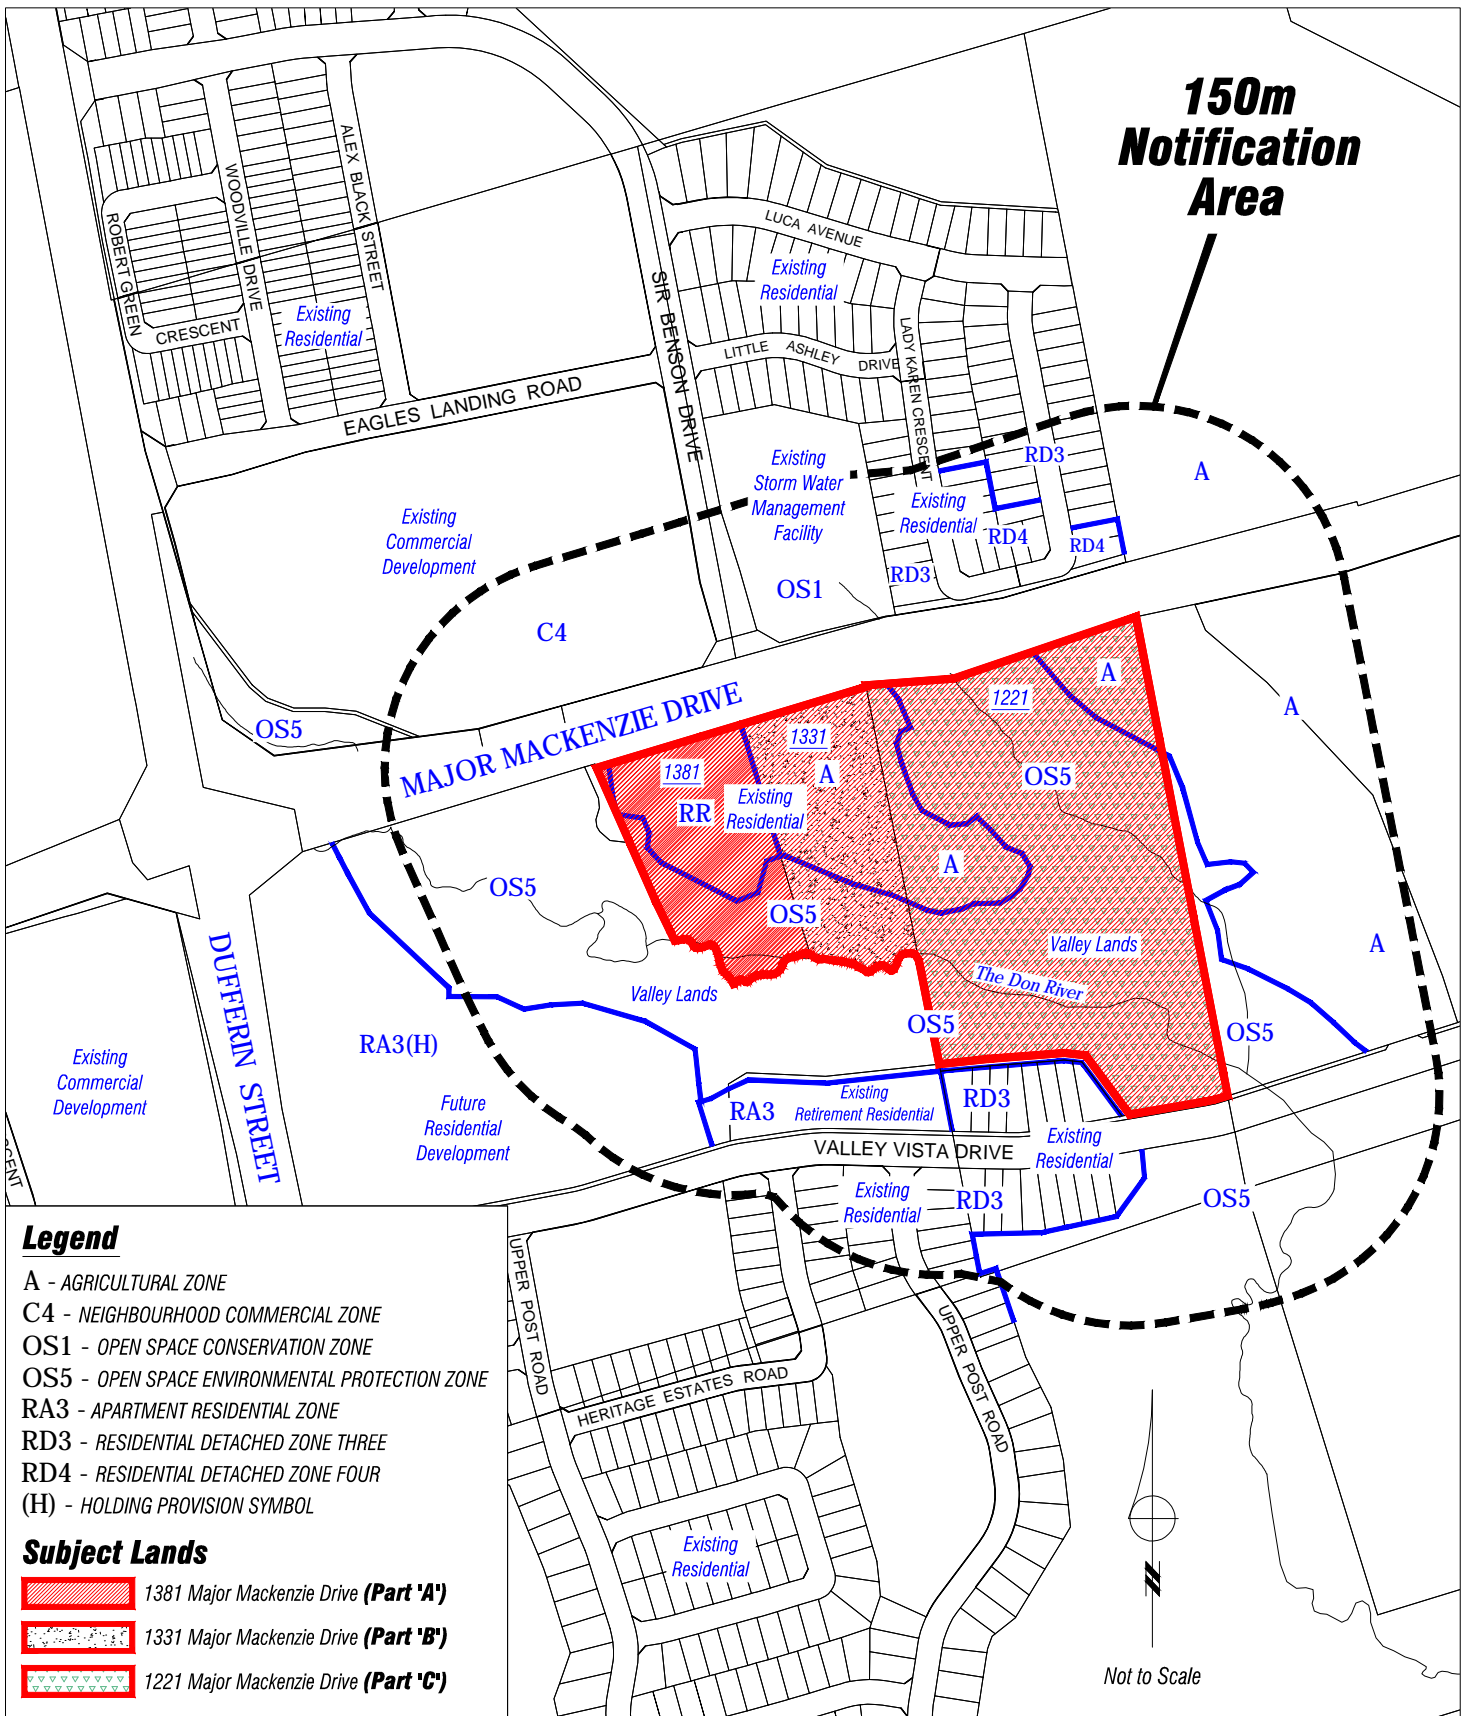 150m
Notification
Area
ALEX BLACK STREET
WOODVILLE DRIVE
ROBERT GREEN
CRESCENT
Existing
Residential
EAGLES LANDING ROAD
SIR BENSON DRIVE
LUCA AVENUE
Existing
Residential
LITTLE ASHLEY DRIVE
LADY KAREN CRESCENT
Existing
Commercial
Development
Existing
Storm Water
Management
Facility
Existing
Residential
RD3
A
RD4
RD4
RD3
OS1
C4
OS5
MAJOR MACKENZIE DRIVE
1381
RR
1331
A
Existing
Residential
1221
A
OS5
A
A
OS5
OS5
Valley Lands
Valley Lands
The Don River
A
OS5
OS5
DUFFERIN STREET
RA3(H)
Existing
Commercial
Development
Future
Residential
Development
RA3
Existing
Retirement Residential
RD3
VALLEY VISTA DRIVE
Existing
Residential
Existing
Residential
RD3
OS5
CENT
UPPER POST ROAD
UPPER POST ROAD
HERITAGE ESTATES ROAD
Existing
Residential
Legend
A - AGRICULTURAL ZONE
C4 - NEIGHBOURHOOD COMMERCIAL ZONE
OS1 - OPEN SPACE CONSERVATION ZONE
OS5 - OPEN SPACE ENVIRONMENTAL PROTECTION ZONE
RA3 - APARTMENT RESIDENTIAL ZONE
RD3 - RESIDENTIAL DETACHED ZONE THREE
RD4 - RESIDENTIAL DETACHED ZONE FOUR
(H) - HOLDING PROVISION SYMBOL
Subject Lands
1381 Major Mackenzie Drive (Part "A")
1331 Major Mackenzie Drive (Part "B")
1221 Major Mackenzie Drive (Part "C")
N
Not to Scale